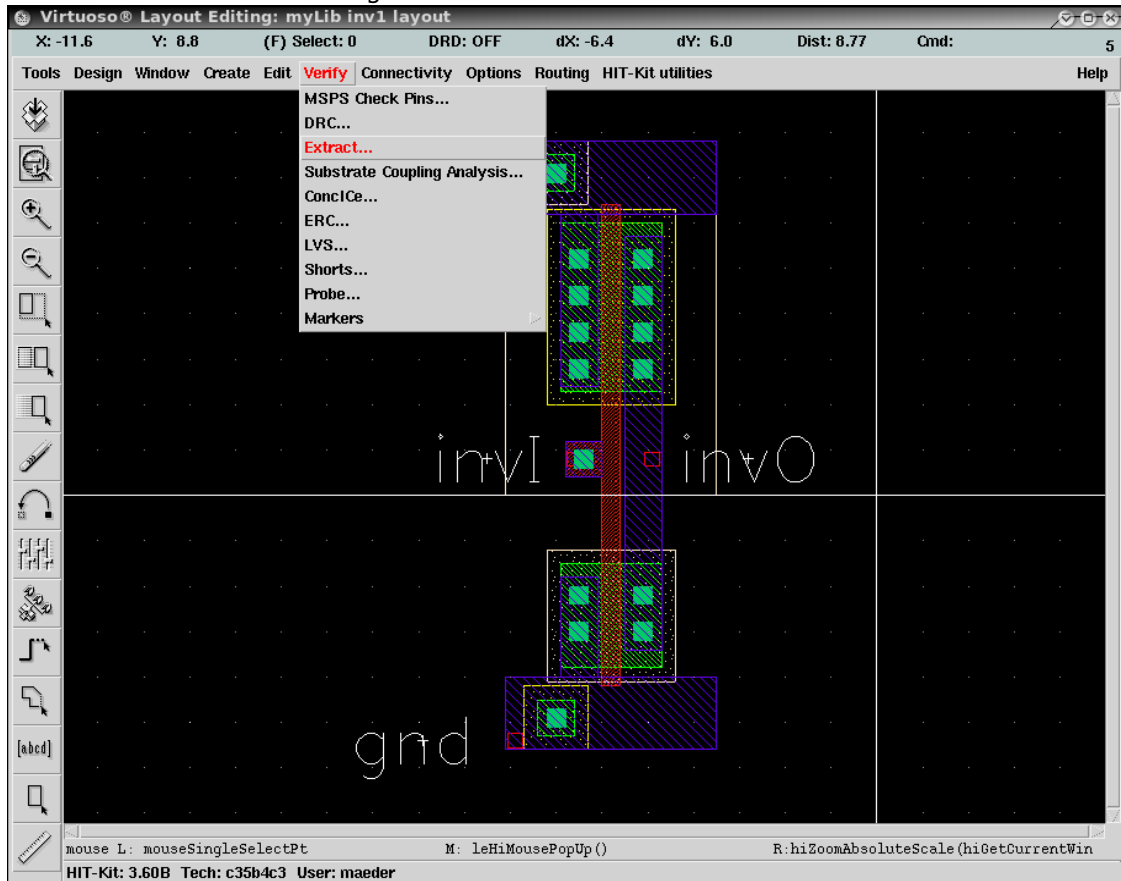 Virtuoso® Layout Editing: myLib inv1 layout
X: -11.6 Y: 8.8 (F) Select: 0 DRD: OFF dX: -6.4 dY: 6.0 Dist: 8.77 Cmd: 5
Tools Design Window Create Edit Verify Connectivity Options Routing HIT-Kit utilities Help
MSPS Check Pins...
DRC...
Extract...
Substrate Coupling Analysis...
ConcICe...
ERC...
LVS...
Shorts...
Probe...
Markers
invI invO
gnd
[abcd]
mouse L: mouseSingleSelectPt M: leHiMousePopUp() R:hiZoomAbsoluteScale(hiGetCurrentWin
HIT-Kit: 3.60B Tech: c35b4c3 User: maeder